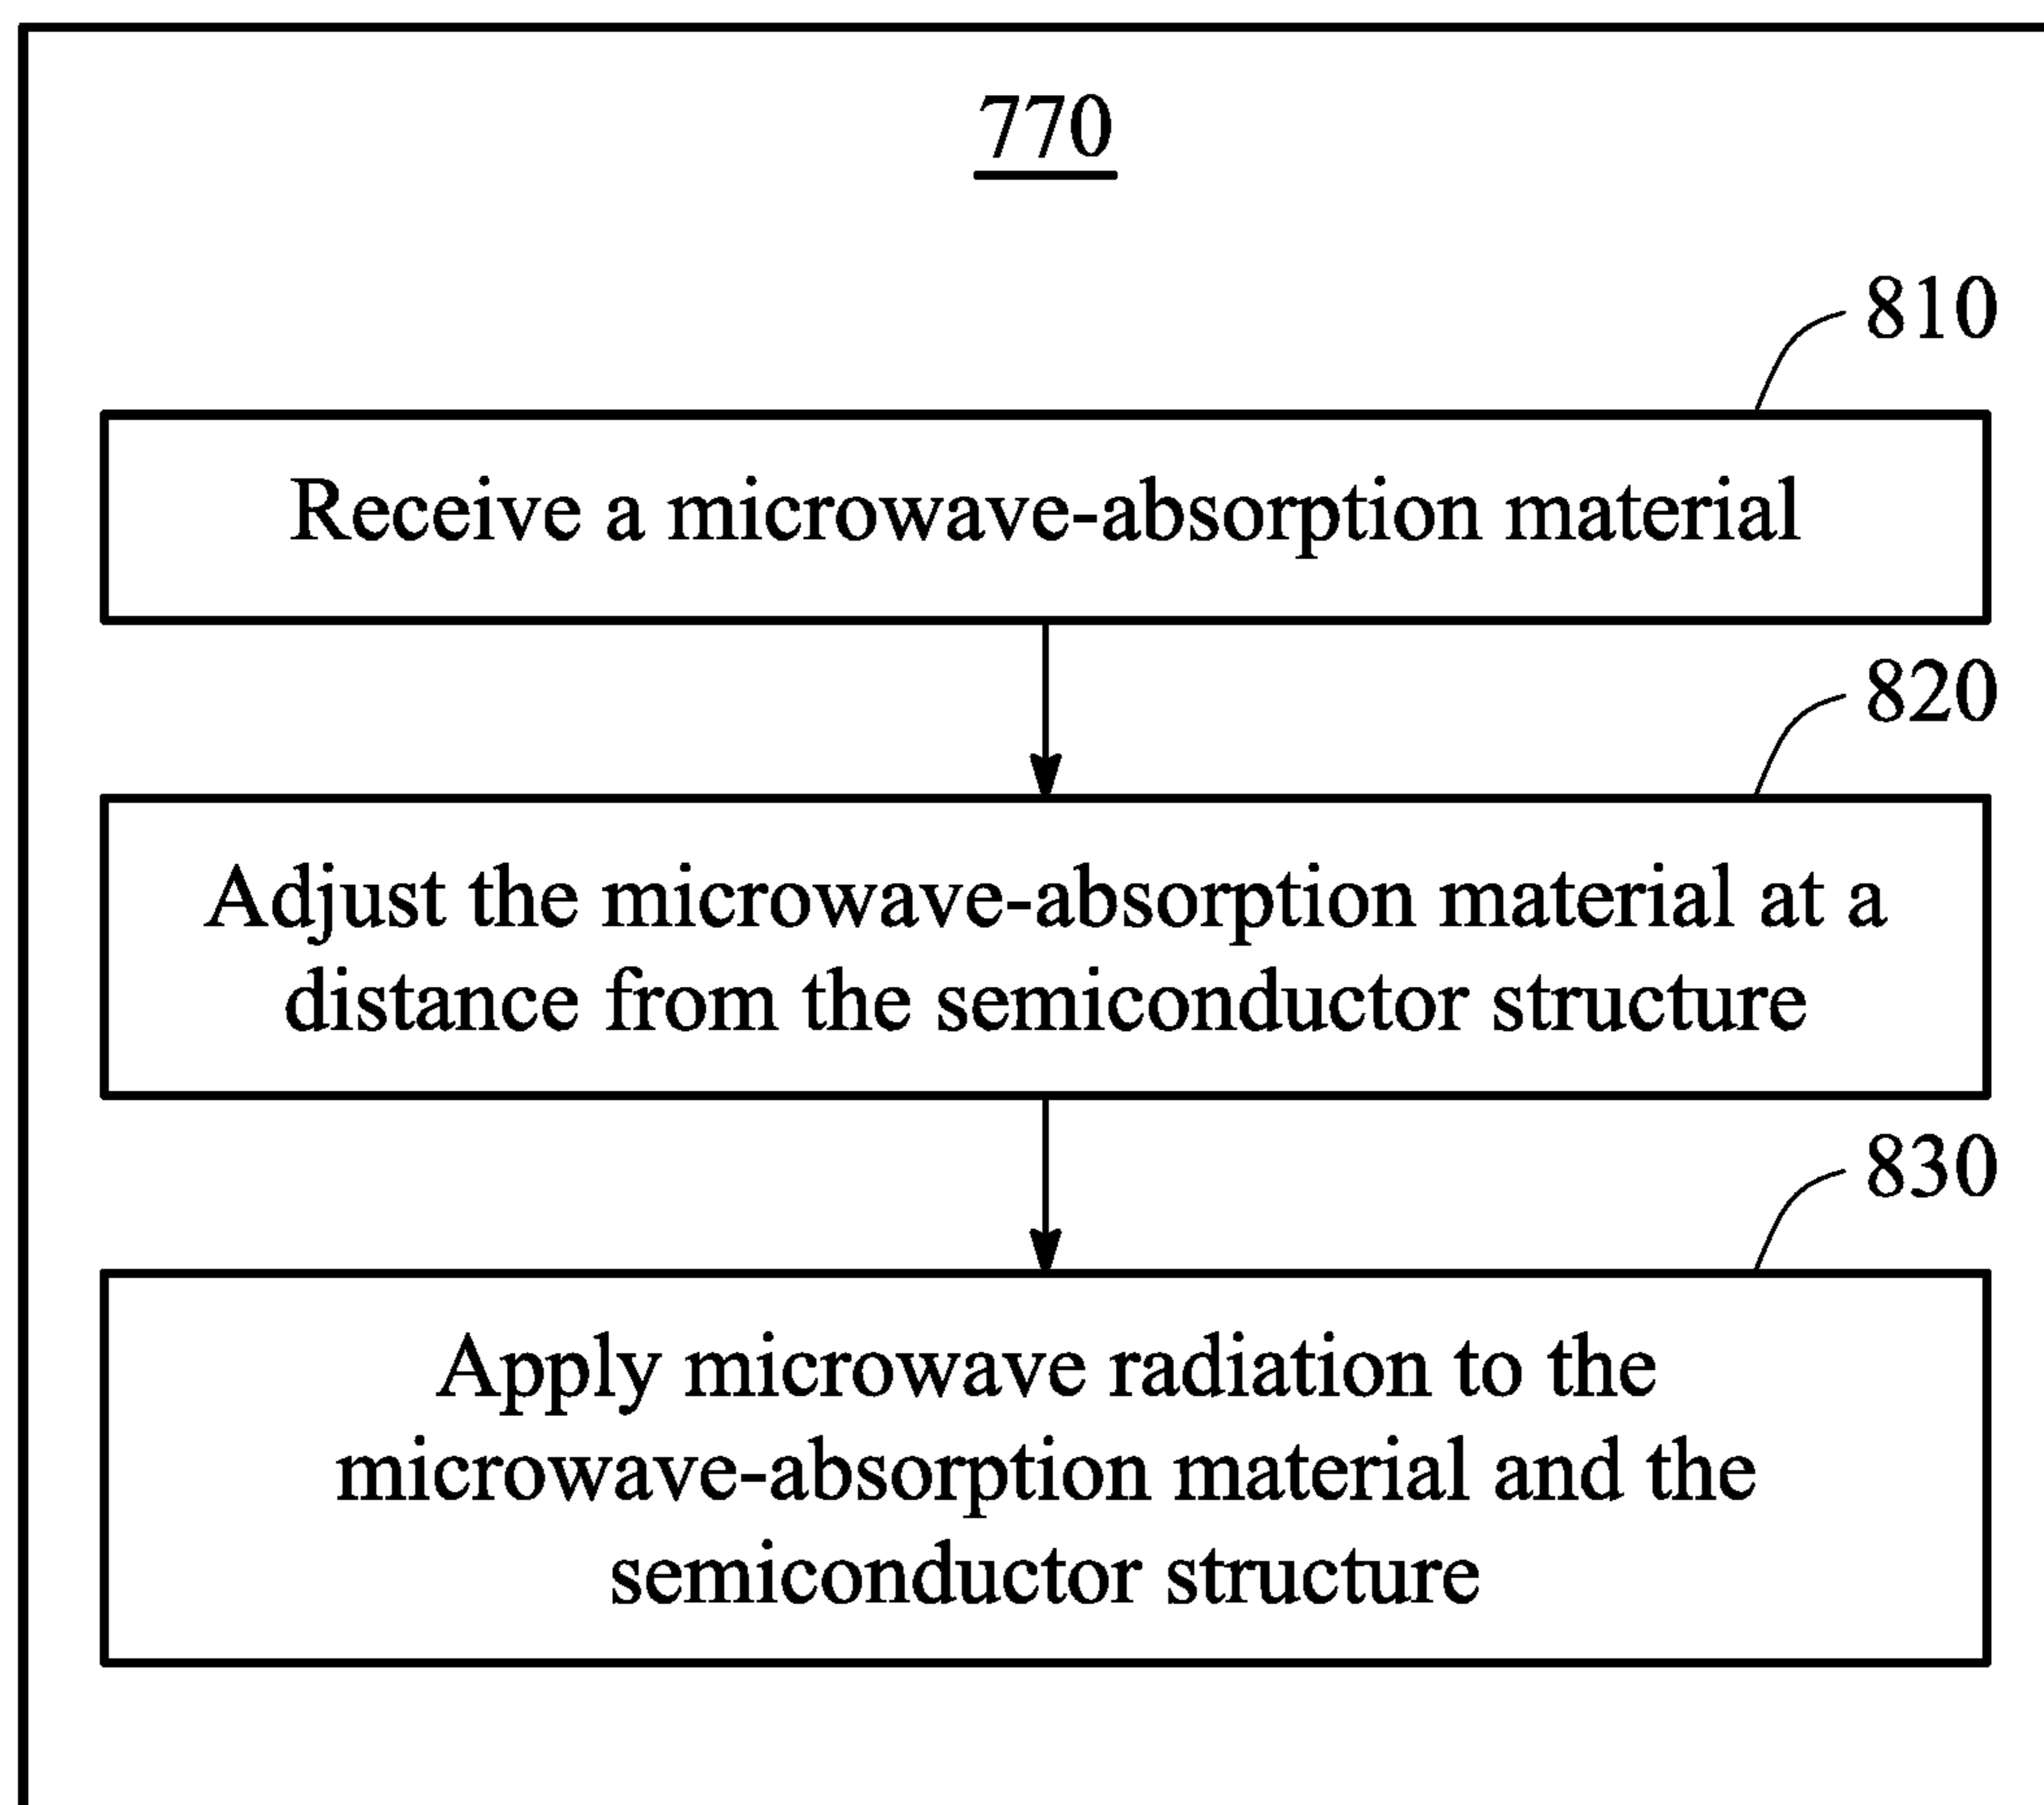 770
810
Receive a microwave-absorption material
820
Adjust the microwave-absorption material at a
distance from the semiconductor structure
830
Apply microwave radiation to the
microwave-absorption material and the
semiconductor structure